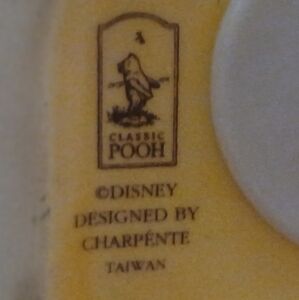 CLASSIC
POOH
©DISNEY
DESIGNED BY
CHARPÉNTE
TAIWAN